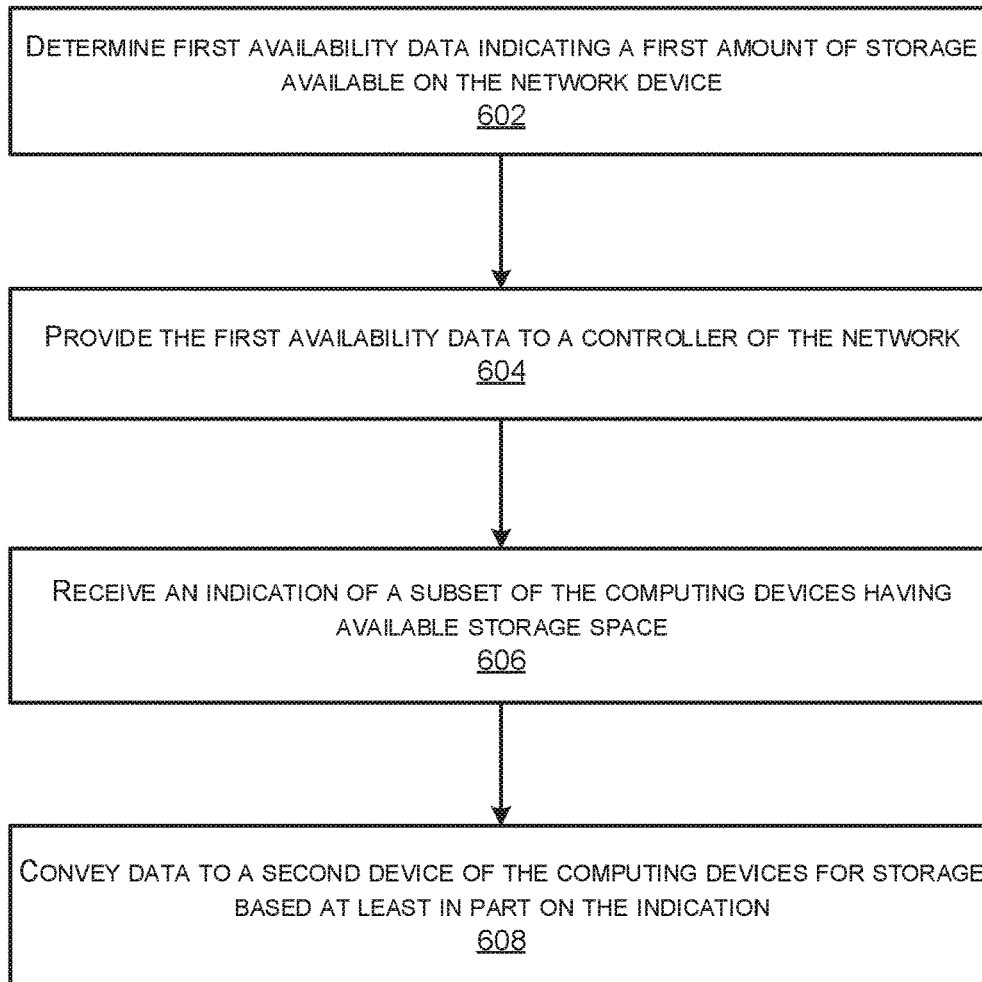 DETERMINE FIRST AVAILABILITY DATA INDICATING A FIRST AMOUNT OF STORAGE
AVAILABLE ON THE NETWORK DEVICE
602
PROVIDE THE FIRST AVAILABILITY DATA TO A CONTROLLER OF THE NETWORK
604
RECEIVE AN INDICATION OF A SUBSET OF THE COMPUTING DEVICES HAVING
AVAILABLE STORAGE SPACE
606
CONVEY DATA TO A SECOND DEVICE OF THE COMPUTING DEVICES FOR STORAGE
BASED AT LEAST IN PART ON THE INDICATION
608